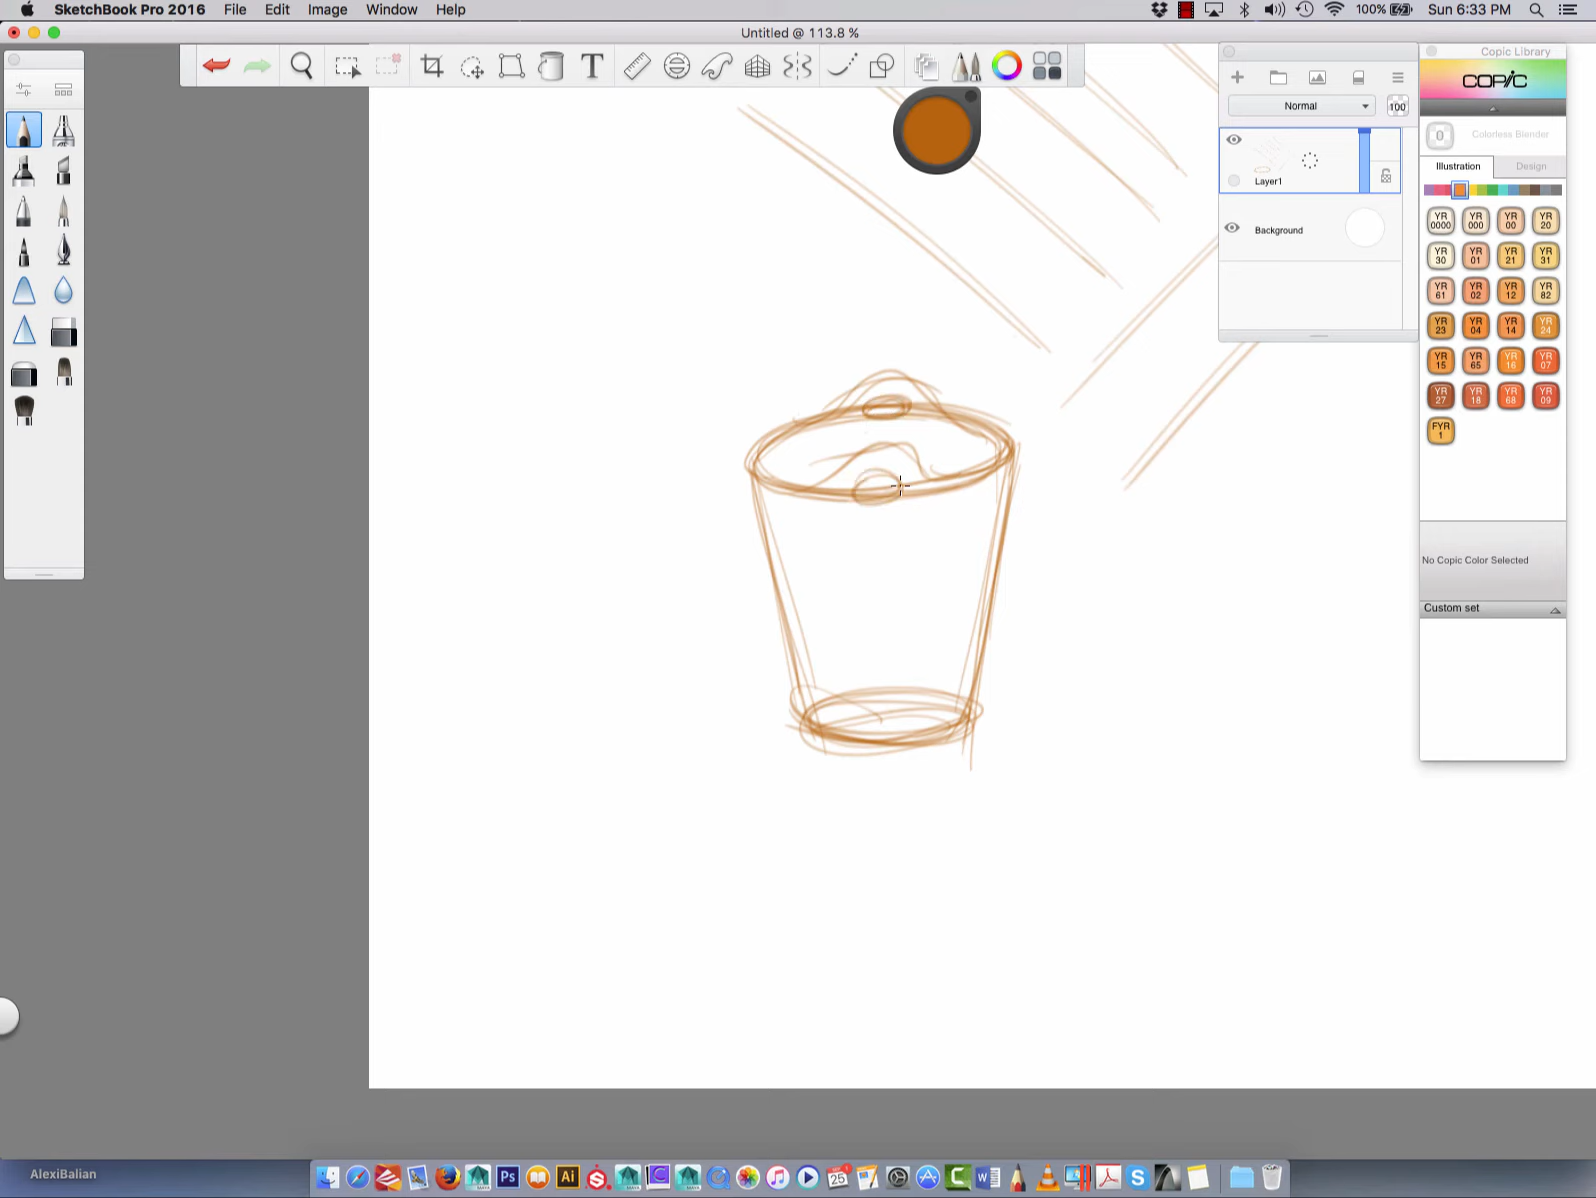 SketchBook Pro 2016 File Edit Image Window Help 100% Sun 6:33 PM
Untitled @ 113.8 %
T
Normal 100
Layer1
Background
Copic Library
COPIC
0 Colorless Blender
Illustration Design
YR 0000 YR 000 YR 00 YR 20
YR 30 YR 01 YR 21 YR 31
YR 61 YR 02 YR 12 YR 82
YR 23 YR 04 YR 14 YR 24
YR 15 YR 65 YR 16 YR 07
YR 27 YR 18 YR 68 YR 09
FYR 1
No Copic Color Selected
Custom set
AlexiBalian
Ps Ai 25 C W S